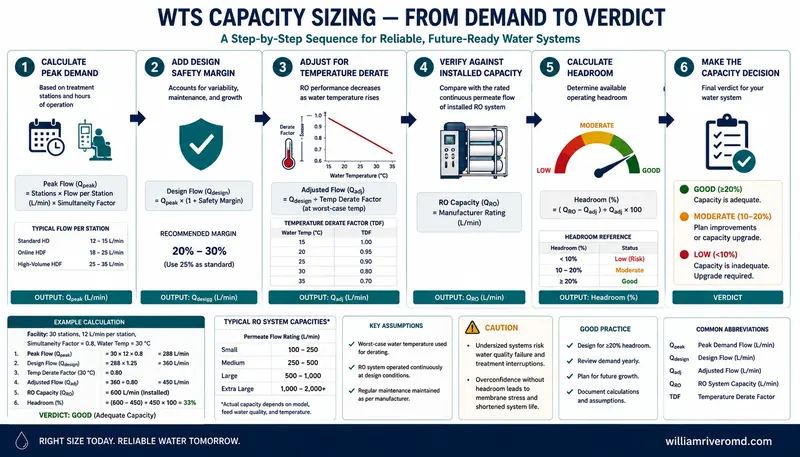 WTS CAPACITY SIZING — FROM DEMAND TO VERDICT
A Step-by-Step Sequence for Reliable, Future-Ready Water Systems
1
CALCULATE
PEAK DEMAND
Based on
treatment
stations and hours
of operation
Peak Flow (Qpeak)
= Stations × Flow per Station
(L/min) × Simultaneity Factor
TYPICAL FLOW PER STATION
Standard HD 12 – 15 L/min
Online HDF 18 – 25 L/min
High-Volume HDF 25 – 35 L/min
OUTPUT: Qpeak (L/min)
2
ADD DESIGN
SAFETY MARGIN
Accounts for variability,
maintenance, and growth
Design Flow (Qdesign)
= Qpeak × (1 + Safety Margin)
RECOMMENDED MARGIN
20% – 30%
(Use 25% as standard)
OUTPUT: Qdesigg (L/min)
3
ADJUST FOR
TEMPERATURE DERATE
RO performance decreases
as water temperature rises
Derate
Factor
1.0
0.9
0.8
0.7
0.6
15 20 25 35
Water Temperature (°C)
Adjusted Flow (Qadj)
= Qdesign ÷ Temp Derate Factor
(at worst-case temp)
TEMPERATURE DERATE FACTOR (TDF)
Water Temp (°C) TDF
15 1.00
20 0.95
25 0.90
30 0.80
35 0.70
OUTPUT: Qadj (L/min)
4
VERIFY AGAINST
INSTALLED CAPACITY
Compare with the rated
continuous permeate flow
of installed RO system
RO Capacity (QRO)
= Manufacturer Rating
(L/min)
OUTPUT: QRO (L/min)
5
CALCULATE
HEADROOM
Determine available
operating headroom
MODERATE
LOW
GOOD
Headroom (%)
= ( QRO – Qadj) ÷ Qadj × 100
HEADROOM REFERENCE
Headroom (%) Status
< 10% Low (Risk)
10 – 20% Moderate
≥ 20% Good
OUTPUT: Headroom (%)
6
MAKE THE
CAPACITY DECISION
Final verdict for your
water system
GOOD (≥20%)
Capacity is adequate.
MODERATE (10–20%)
Plan improvements
or capacity upgrade.
LOW (<10%)
Capacity is inadequate.
Upgrade required.
VERDICT
EXAMPLE CALCULATION
Facility: 30 stations, 12 L/min per station,
Simultaneity Factor = 0.8, Water Temp = 30 °C
1. Peak Flow (Qpeak) = 30 × 12 × 0.8 = 288 L/min
2. Design Flow (Qdesign) = 288 × 1.25 = 360 L/min
3. Temp Derate Factor (30 °C) = 0.80
4. Adjusted Flow (Qadj) = 360 ÷ 0.80 = 450 L/min
5. RO Capacity (QRO) = 600 L/min (Installed)
6. Headroom (%) = (600 – 450) ÷ 450 × 100 = 33%
VERDICT: GOOD (Adequate Capacity)
TYPICAL RO SYSTEM CAPACITIES*
Permeate Flow Rating (L/min)
Small 100 – 250
Medium 250 – 500
Large 500 – 1,000
Extra Large 1,000 – 2,000+
*Actual capacity depends on model,
feed water quality, and temperature.
KEY ASSUMPTIONS
Worst-case water temperature used
for derating.
RO system operated continuously
at design conditions.
Regular maintenance maintained
as per manufacturer.
CAUTION
Undersized systems risk
water quality failure and
treatment interruptions.
Overconfidence without
headroom leads to
membrane stress and
shortened system life.
GOOD PRACTICE
Design for ≥20% headroom.
Review demand yearly.
Plan for future growth.
Document calculations
and assumptions.
COMMON ABBREVIATIONS
Qpeak Peak Demand Flow (L/min)
Qdesign Design Flow (L/min)
Qadj Adjusted Flow (L/min)
QRO RO System Capacity (L/min)
TDF Temperature Derate Factor
RIGHT SIZE TODAY. RELIABLE WATER TOMORROW.
williamriveromd.com